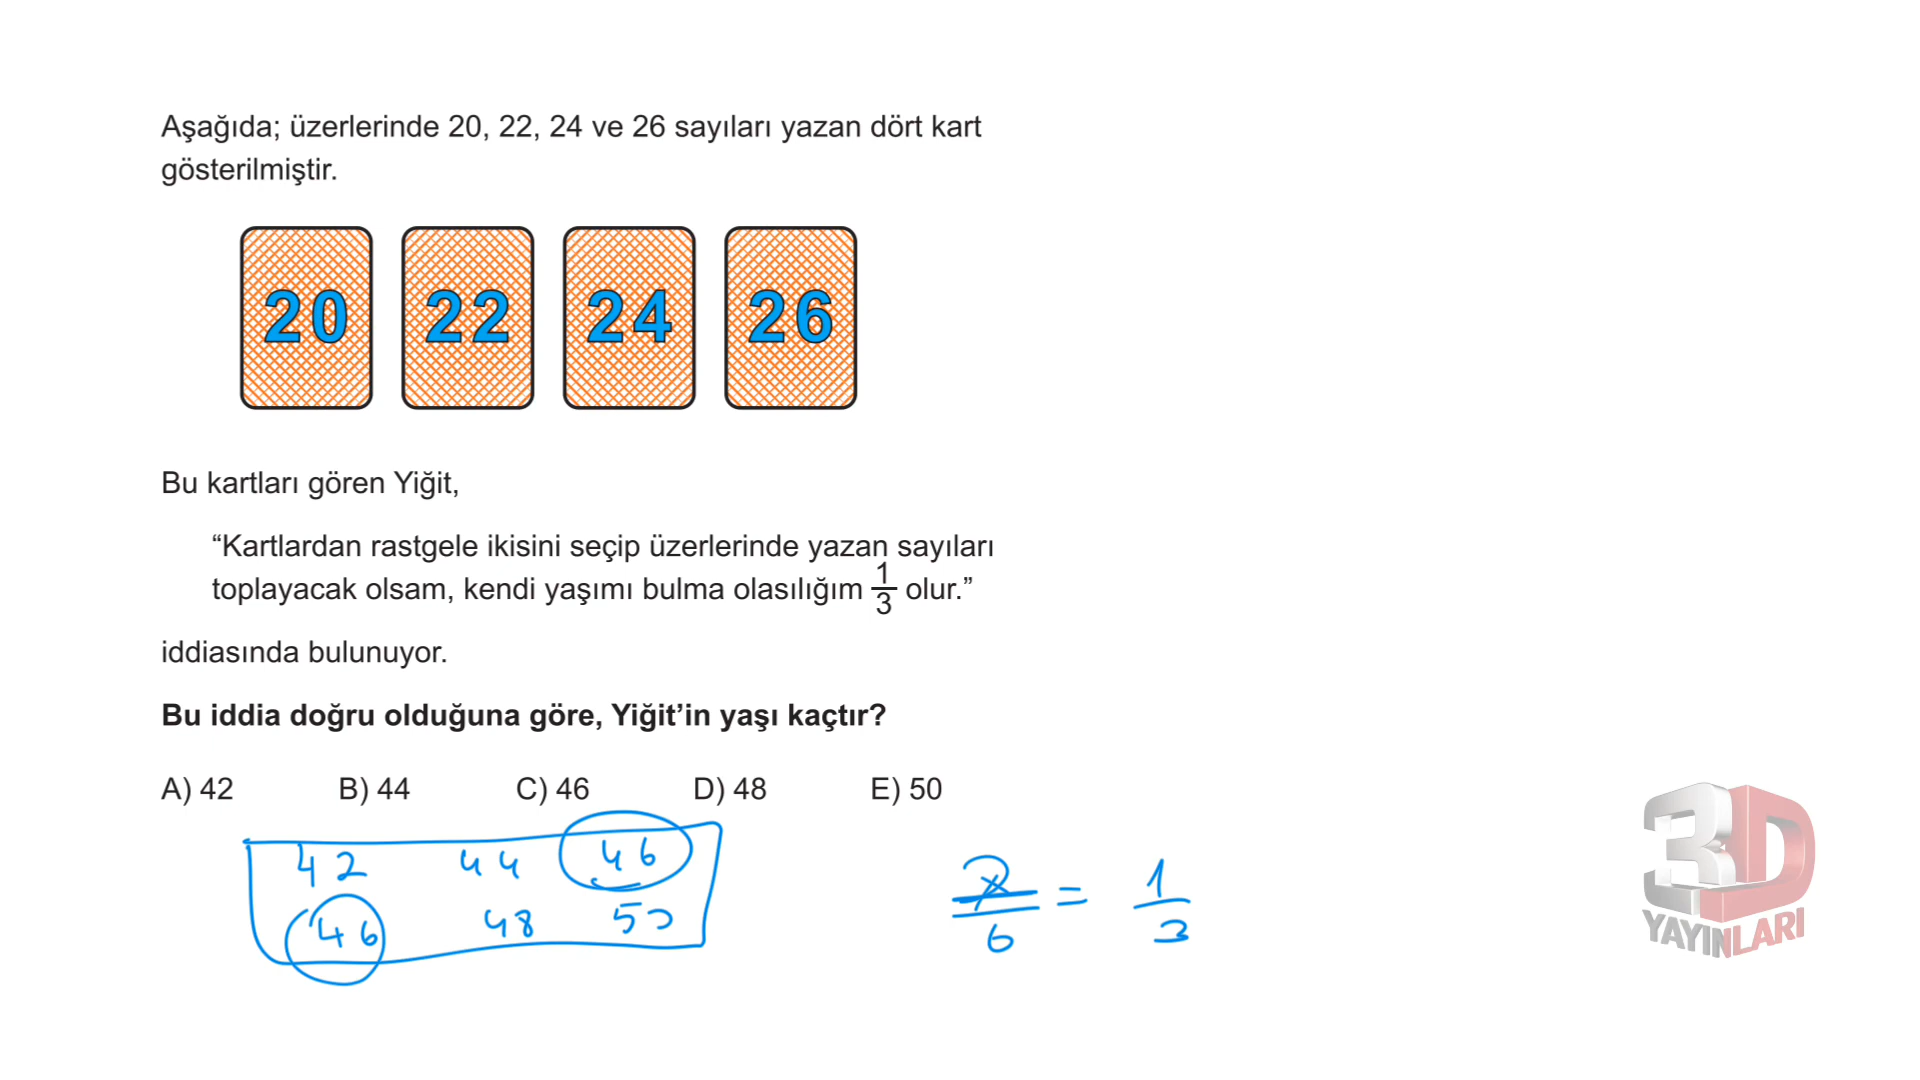 Aşağıda; üzerlerinde 20, 22, 24 ve 26 sayıları yazan dört kart
gösterilmiştir.
20 22 24 26
Bu kartları gören Yiğit,
“Kartlardan rastgele ikisini seçip üzerlerinde yazan sayıları
toplayacak olsam, kendi yaşımı bulma olasılığım 1/3 olur.”
iddiasında bulunuyor.
Bu iddia doğru olduğuna göre, Yiğit’in yaşı kaçtır?
A) 42 B) 44 C) 46 D) 48 E) 50
42 44 46
46 48 50
2/6 = 1/3
3D
YAYINLARI